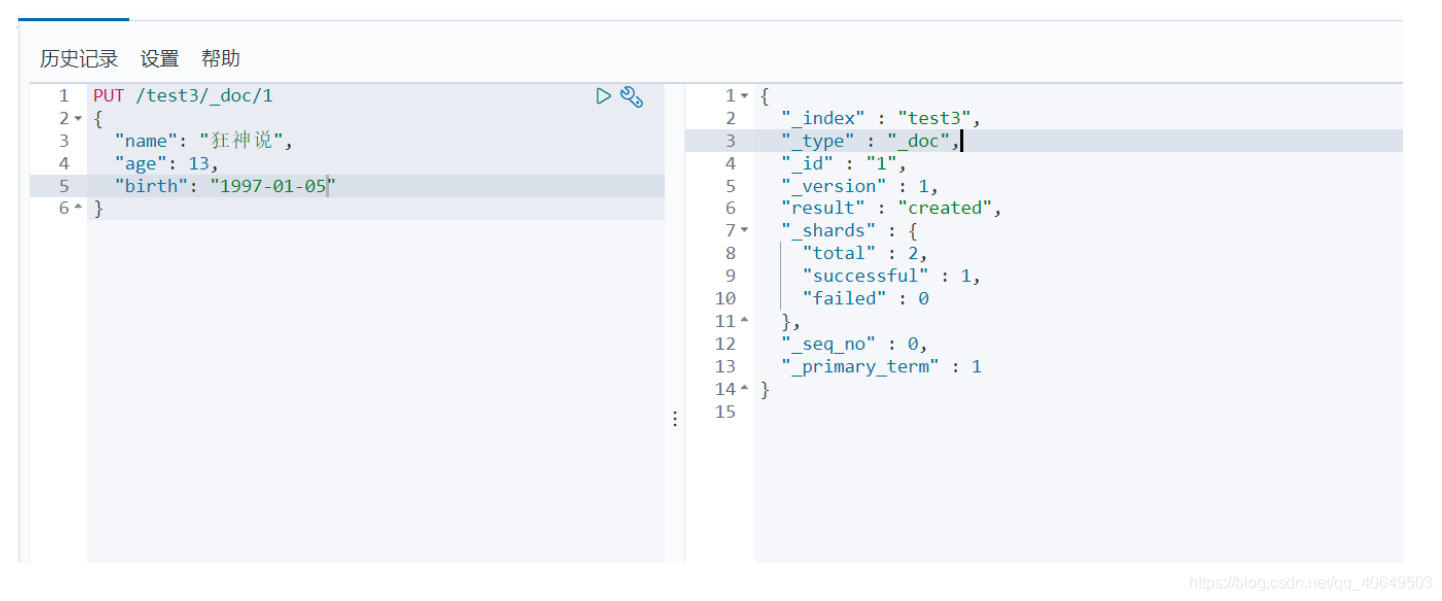 历史记录 设置 帮助
1 PUT /test3/_doc/1
2 {
3 "name": "狂神说",
4 "age": 13,
5 "birth": "1997-01-05"
6 }
1 {
2 "_index" : "test3",
3 "_type" : "_doc",
4 "_id" : "1",
5 "_version" : 1,
6 "result" : "created",
7 "_shards" : {
8 "total" : 2,
9 "successful" : 1,
10 "failed" : 0
11 },
12 "_seq_no" : 0,
13 "_primary_term" : 1
14 }
15
https://blog.csdn.net/qq_40649503